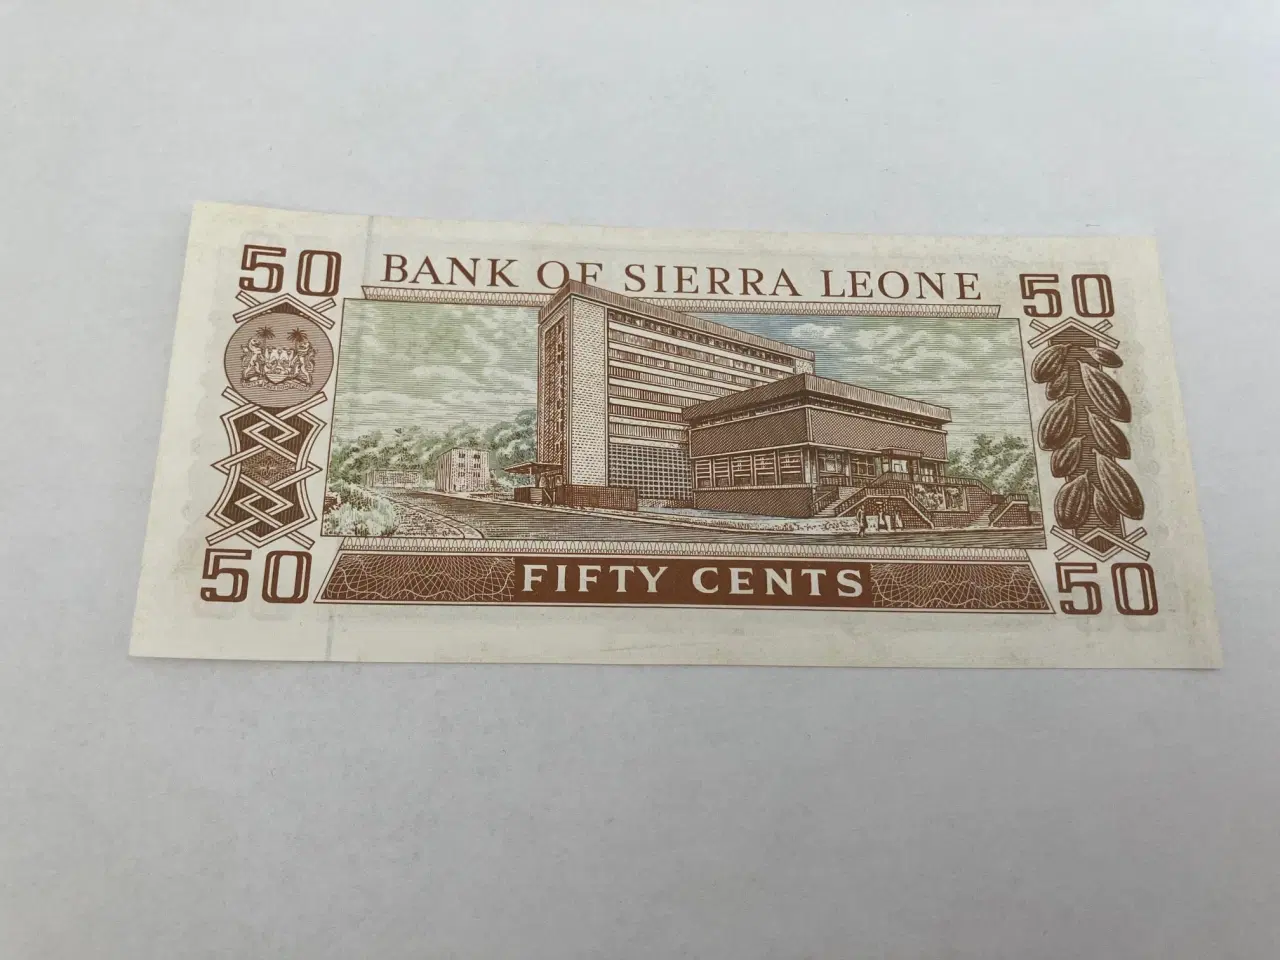 50 BANK OF SIERRA LEONE 50
50 FIFTY CENTS 50